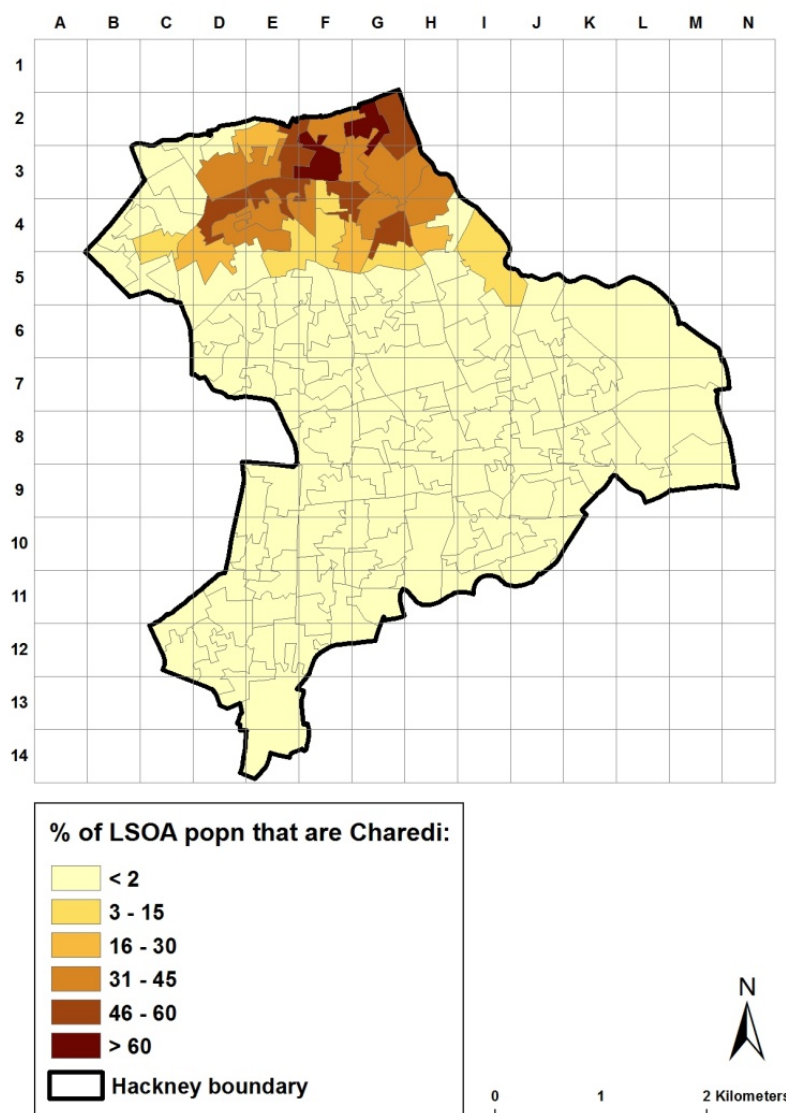 A B C D E F G H I J K L M N
1
2
3
4
5
6
7
8
9
10
11
12
13
14
% of LSOA popn that are Charedi:
< 2
3 - 15
16 - 30
31 - 45
46 - 60
> 60
Hackney boundary
N
0 1 2 Kilometers